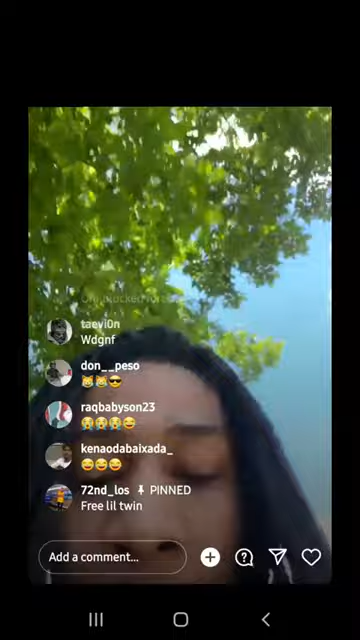 taevi0n
Wdgnf
don__peso
😹😹😎
raqbabyson23
😭😭😭😂
kenaodabaixada_
😂😂😂
72nd_los 📌 PINNED
Free lil twin
Add a comment...